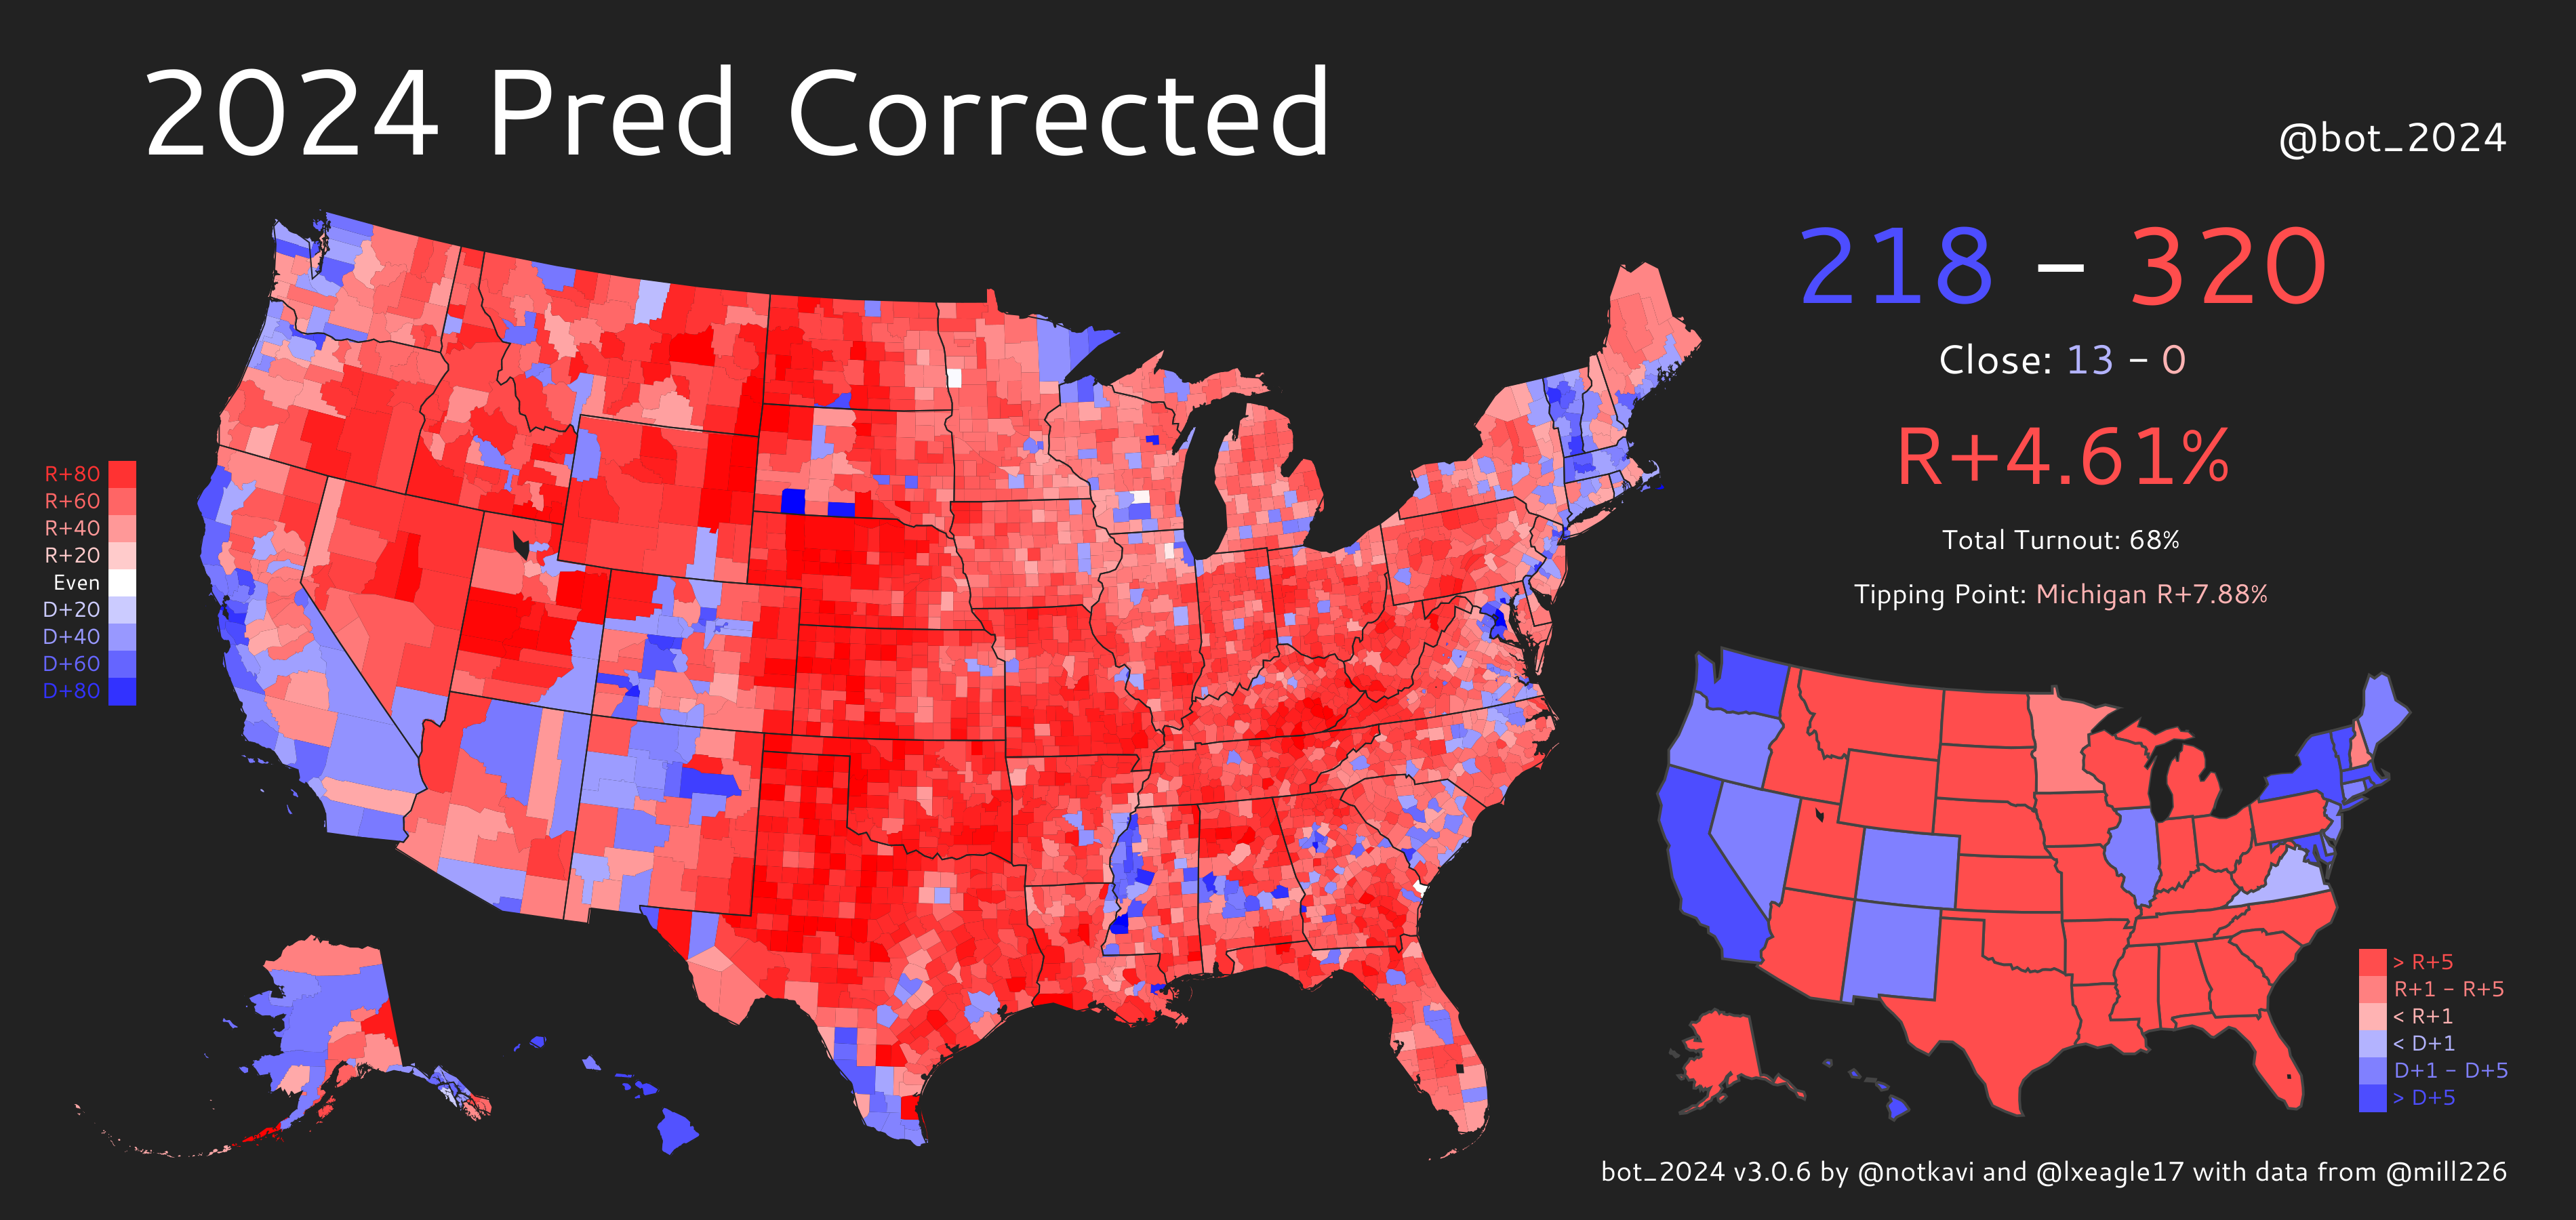 2024 Pred Corrected
@bot_2024
218 – 320
Close: 13 – 0
R+4.61%
Total Turnout: 68%
Tipping Point: Michigan R+7.88%
R+80
R+60
R+40
R+20
Even
D+20
D+40
D+60
D+80
> R+5
R+1 – R+5
< R+1
< D+1
D+1 – D+5
> D+5
bot_2024 v3.0.6 by @notkavi and @lxeagle17 with data from @mill226